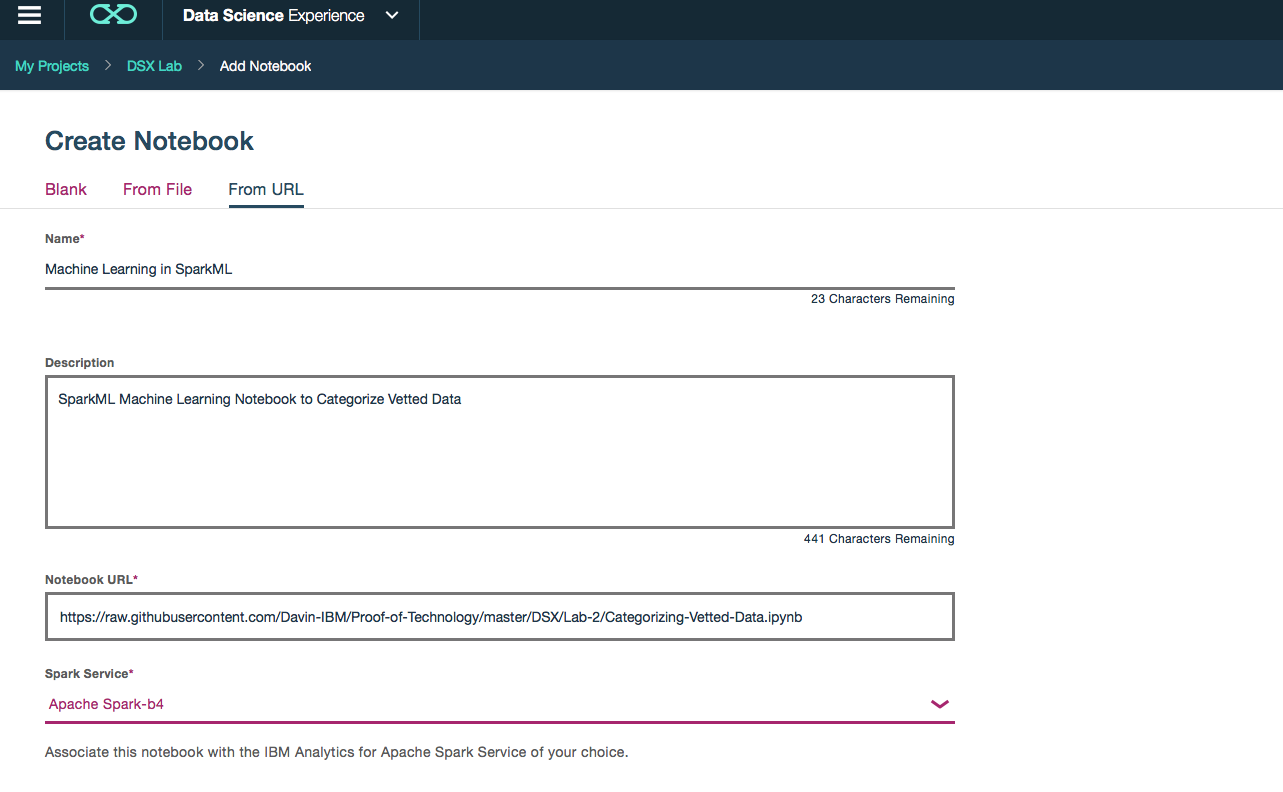 Data Science Experience
My Projects > DSX Lab > Add Notebook
Create Notebook
Blank From File From URL
Name*
Machine Learning in SparkML
23 Characters Remaining
Description
SparkML Machine Learning Notebook to Categorize Vetted Data
441 Characters Remaining
Notebook URL*
https://raw.githubusercontent.com/Davin-IBM/Proof-of-Technology/master/DSX/Lab-2/Categorizing-Vetted-Data.ipynb
Spark Service*
Apache Spark-b4
Associate this notebook with the IBM Analytics for Apache Spark Service of your choice.